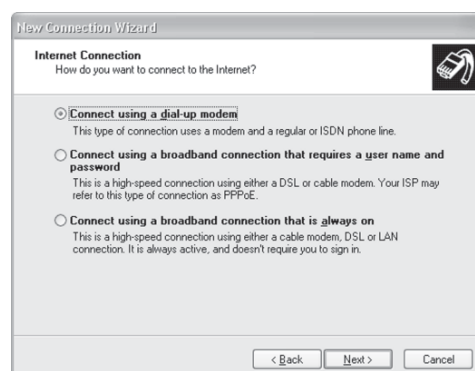 New Connection Wizard
Internet Connection
How do you want to connect to the Internet?
Connect using a dial-up modem
This type of connection uses a modem and a regular or ISDN phone line.
Connect using a broadband connection that requires a user name and
password
This is a high-speed connection using either a DSL or cable modem. Your ISP may
refer to this type of connection as PPPoE.
Connect using a broadband connection that is always on
This is a high-speed connection using either a cable modem, DSL or LAN
connection. It is always active, and doesn't require you to sign in.
< Back Next > Cancel